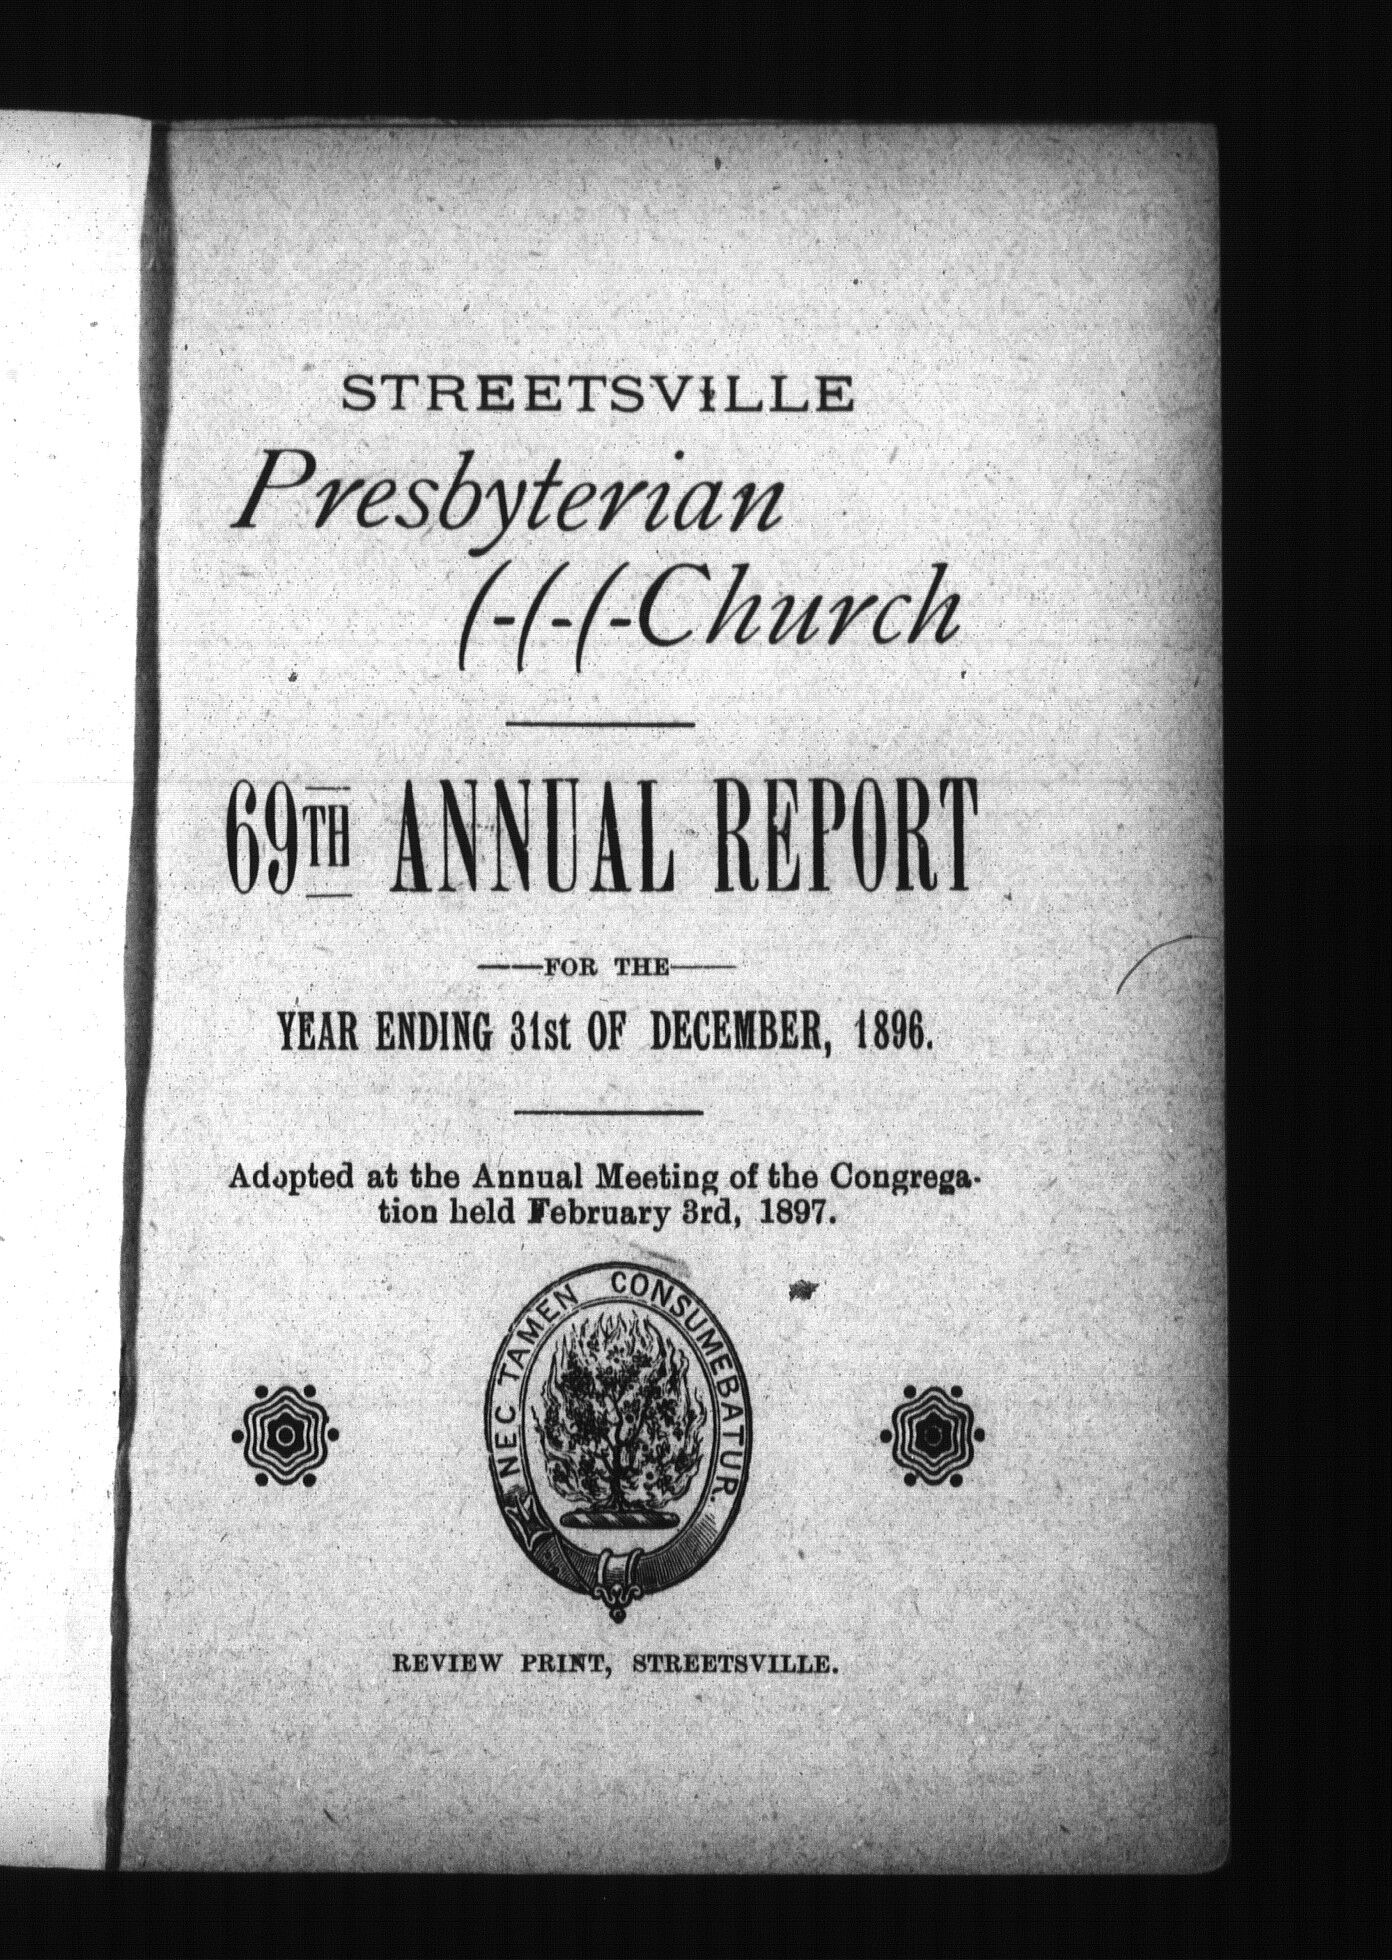 STREETSVILLE
Presbyterian
(-(-(-Church
69TH ANNUAL REPORT
——FOR THE——
YEAR ENDING 31st OF DECEMBER, 1896.
Adopted at the Annual Meeting of the Congrega-
tion held February 3rd, 1897.
NEC TAMEN CONSUMEBATUR.
REVIEW PRINT, STREETSVILLE.